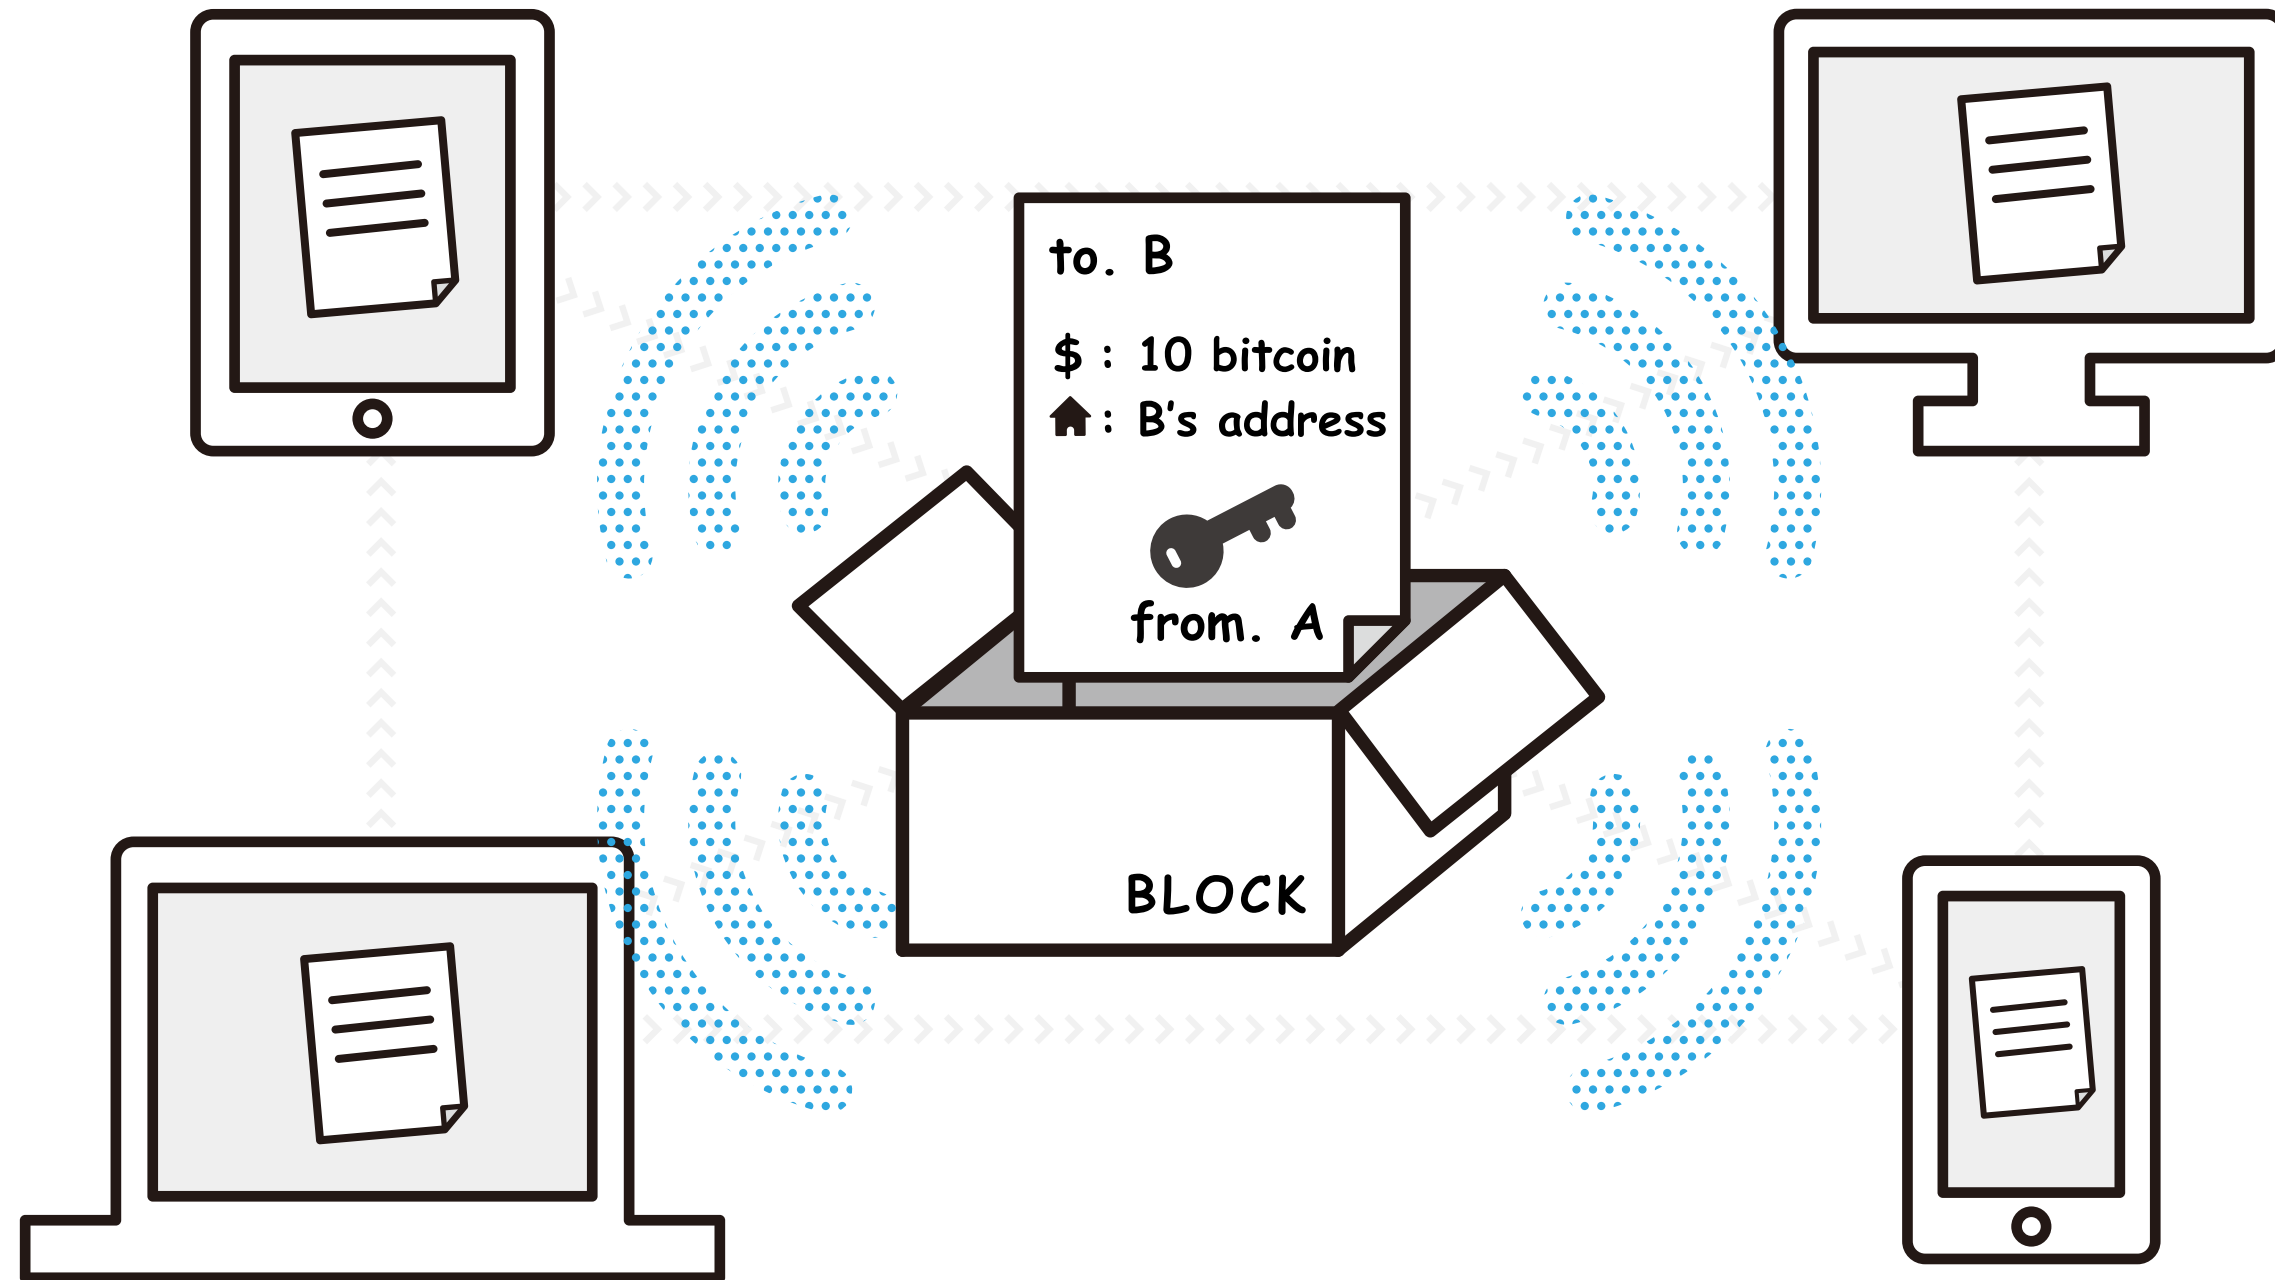 to. B
$ : 10 bitcoin
: B's address
from. A
BLOCK